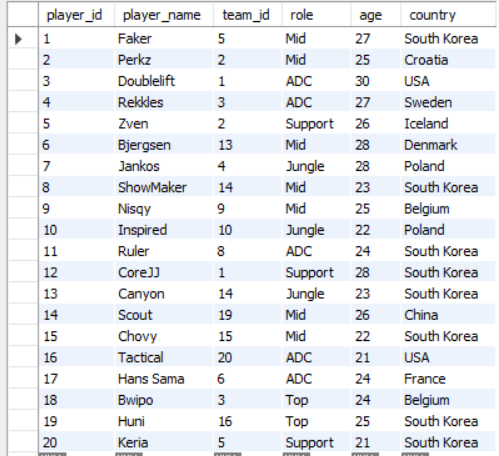 player_id player_name team_id role age country
1 Faker 5 Mid 27 South Korea
2 Perkz 2 Mid 25 Croatia
3 Doublelift 1 ADC 30 USA
4 Rekkles 3 ADC 27 Sweden
5 Zven 2 Support 26 Iceland
6 Bjergsen 13 Mid 28 Denmark
7 Jankos 4 Jungle 28 Poland
8 ShowMaker 14 Mid 23 South Korea
9 Nisqy 9 Mid 25 Belgium
10 Inspired 10 Jungle 22 Poland
11 Ruler 8 ADC 24 South Korea
12 CoreJJ 1 Support 28 South Korea
13 Canyon 14 Jungle 23 South Korea
14 Scout 19 Mid 26 China
15 Chovy 15 Mid 22 South Korea
16 Tactical 20 ADC 21 USA
17 Hans Sama 6 ADC 24 France
18 Bwipo 3 Top 24 Belgium
19 Huni 16 Top 25 South Korea
20 Keria 5 Support 21 South Korea